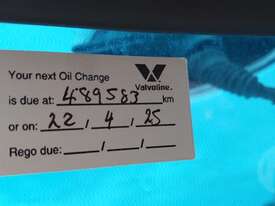 Your next Oil Change
Valvoline.
is due at: 489583 km
or on: 22 / 4 / 25
Rego due: / /